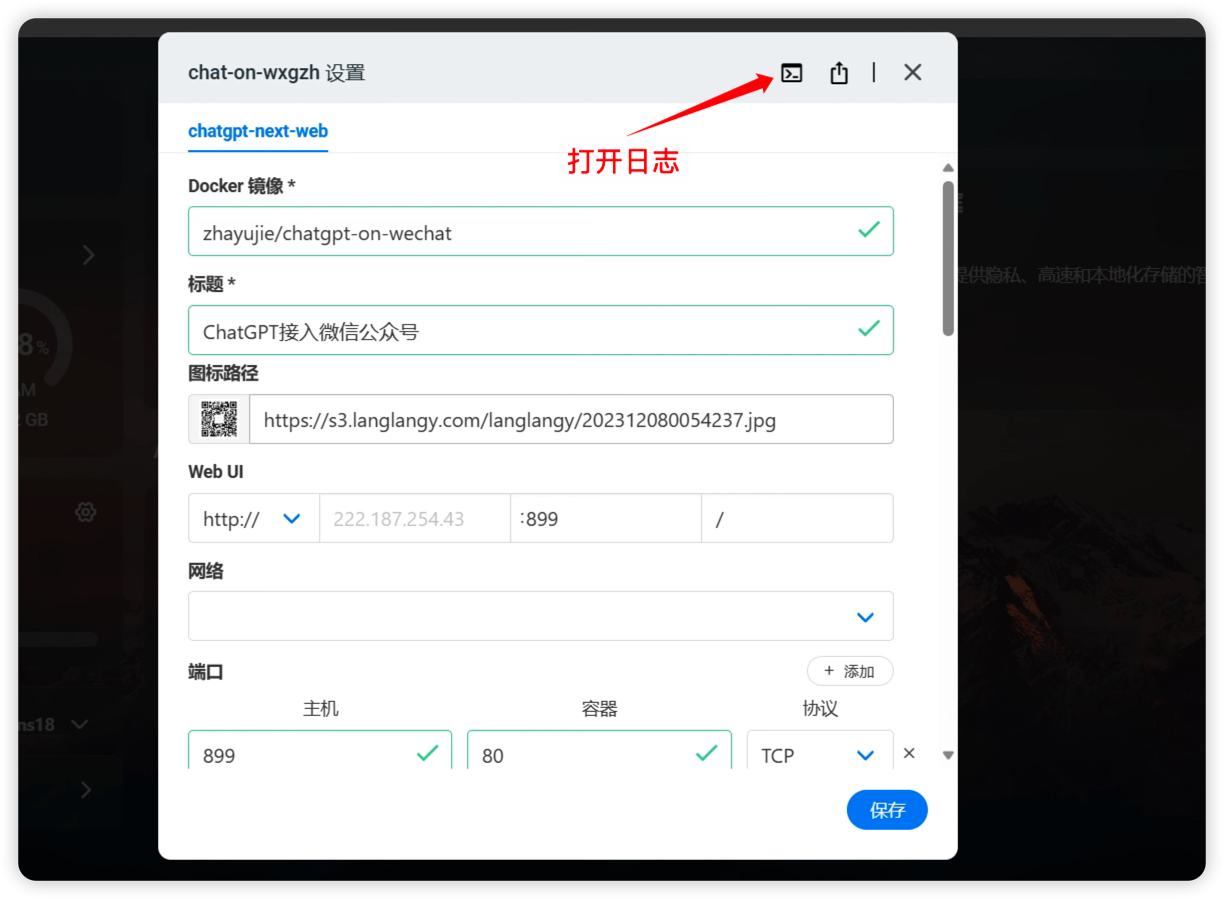 chat-on-wxgzh 设置
打开日志
chatgpt-next-web
Docker 镜像 *
zhayujie/chatgpt-on-wechat
标题 *
ChatGPT接入微信公众号
图标路径
https://s3.langlangy.com/langlangy/202312080054237.jpg
Web UI
http:// 222.187.254.43 :899 /
网络
端口 + 添加
主机 容器 协议
899 80 TCP
保存
8%
GB
ns18
提供隐私、高速和本地化存储的智